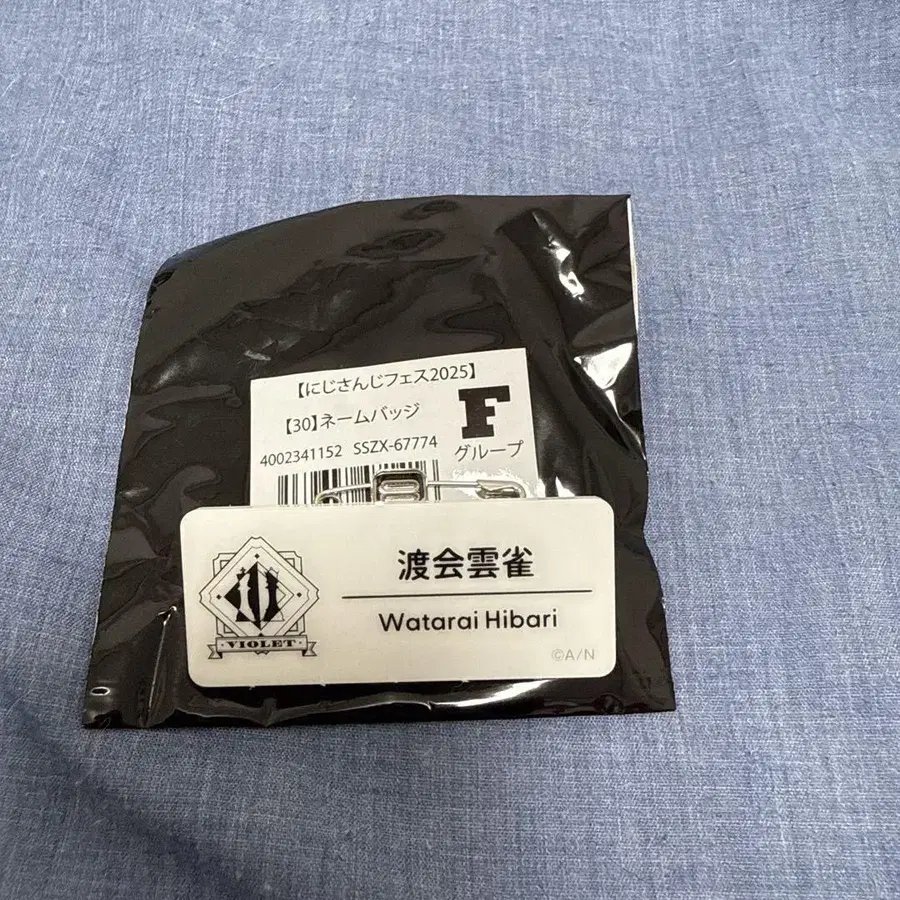 【にじさんじフェス2025】
【30】ネームバッジ
F
グループ
4002341152 SSZX-67774
渡会雲雀
Watarai Hibari
VIOLET
©A/N